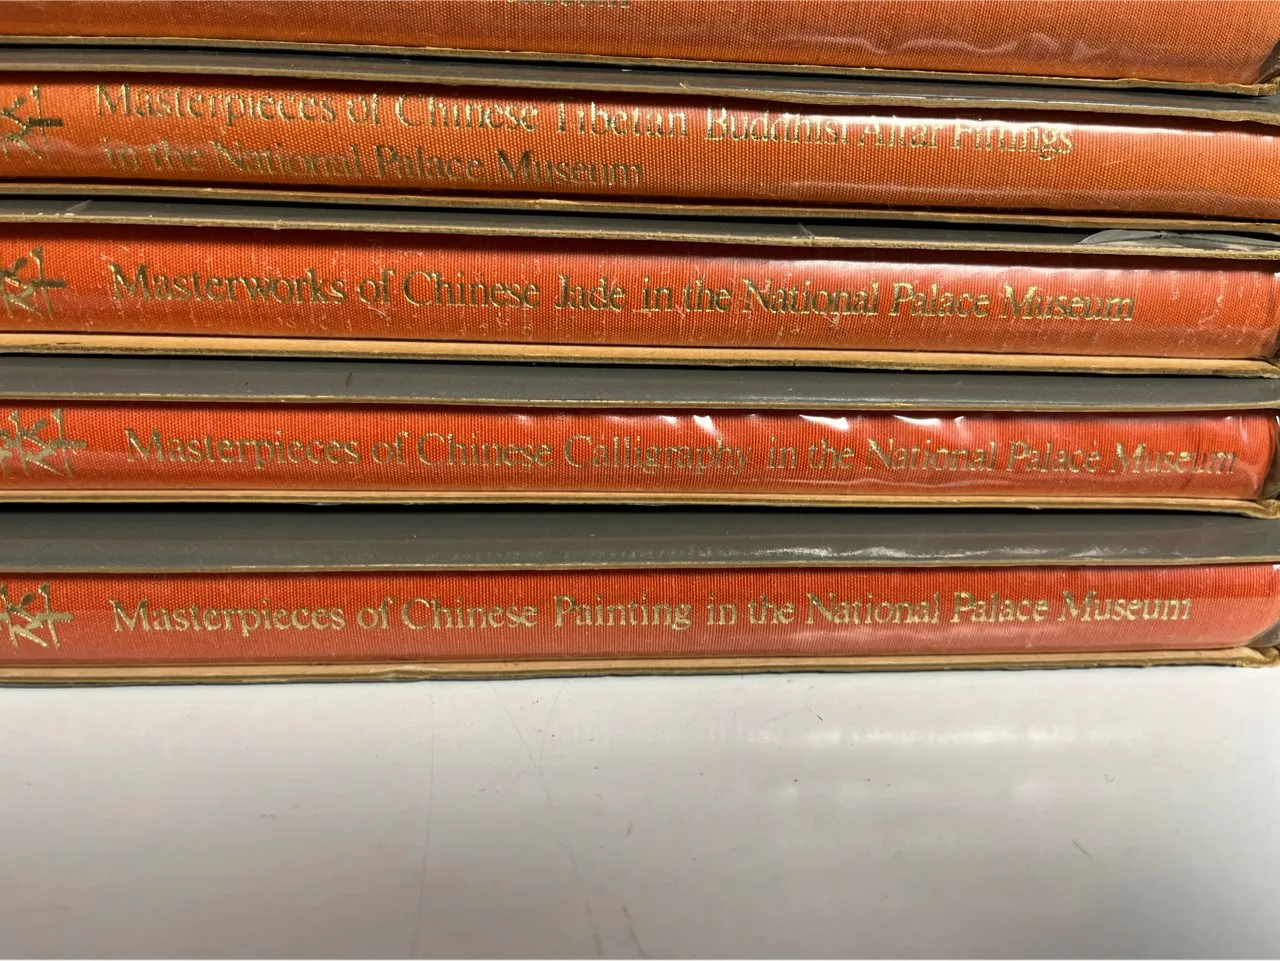 Masterpieces of Chinese Tibetan Buddhist Altar Fittings
in the National Palace Museum
Masterworks of Chinese Jade in the National Palace Museum
Masterpieces of Chinese Calligraphy in the National Palace Museum
Masterpieces of Chinese Painting in the National Palace Museum